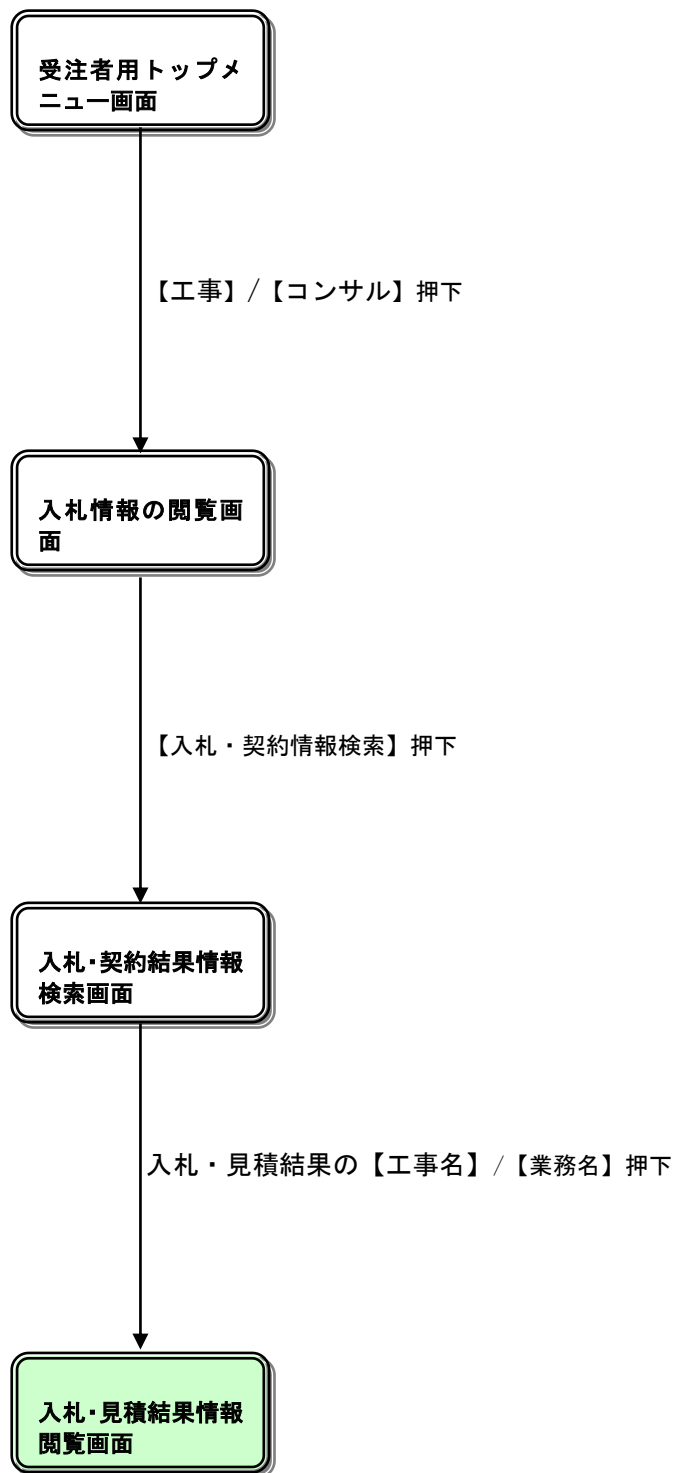 受注者用トップメ
ニュー画面
【工事】/【コンサル】押下
入札情報の閲覧画
面
【入札・契約情報検索】押下
入札・契約結果情報
検索画面
入札・見積結果の【工事名】/【業務名】押下
入札・見積結果情報
閲覧画面